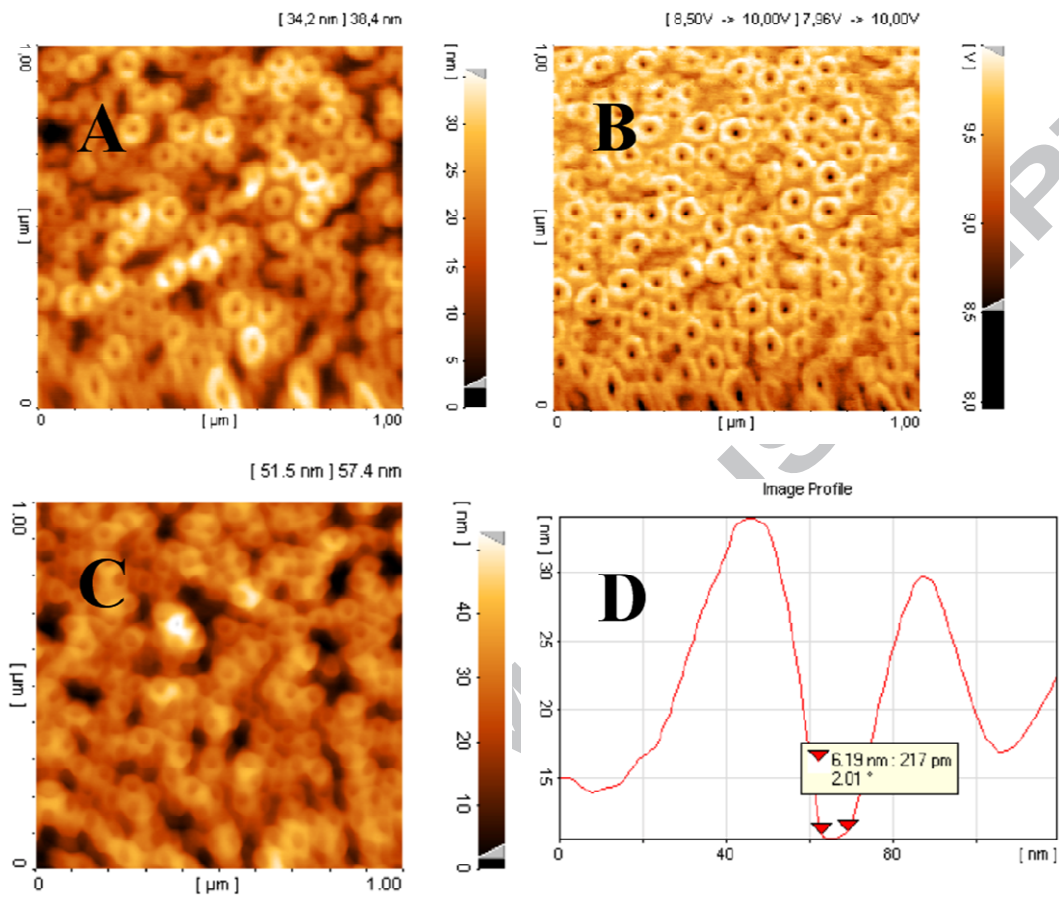 [ 34,2 nm ] 38,4 nm
[ 8,50V -> 10,00V ] 7,96V -> 10,00V
1,00
[ µm ]
0
A
0
[ µm ]
1,00
[ nm ]
30
25
20
15
10
5
0
1,00
[ µm ]
0
B
0
[ µm ]
1,00
[ V ]
9,5
9,0
8,5
8,0
[ 51.5 nm ] 57.4 nm
1.00
[ µm ]
0
C
0
[ µm ]
1.00
[ nm ]
40
30
20
10
0
Image Profile
[ nm ]
30
25
20
15
D
6.19 nm : 217 pm
2.01 °
0
40
80
[ nm ]